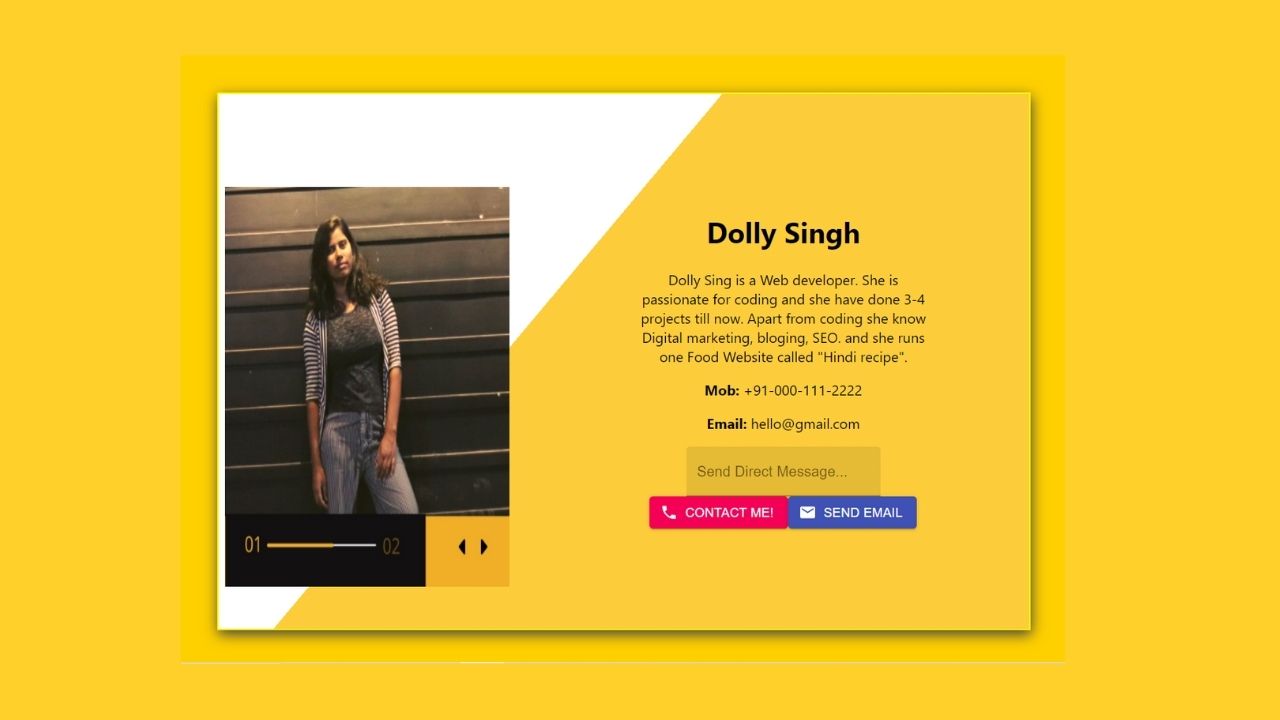 Dolly Singh
Dolly Sing is a Web developer. She is
passionate for coding and she have done 3-4
projects till now. Apart from coding she know
Digital marketing, bloging, SEO. and she runs
one Food Website called "Hindi recipe".
Mob: +91-000-111-2222
Email: hello@gmail.com
Send Direct Message...
CONTACT ME! SEND EMAIL
01 02